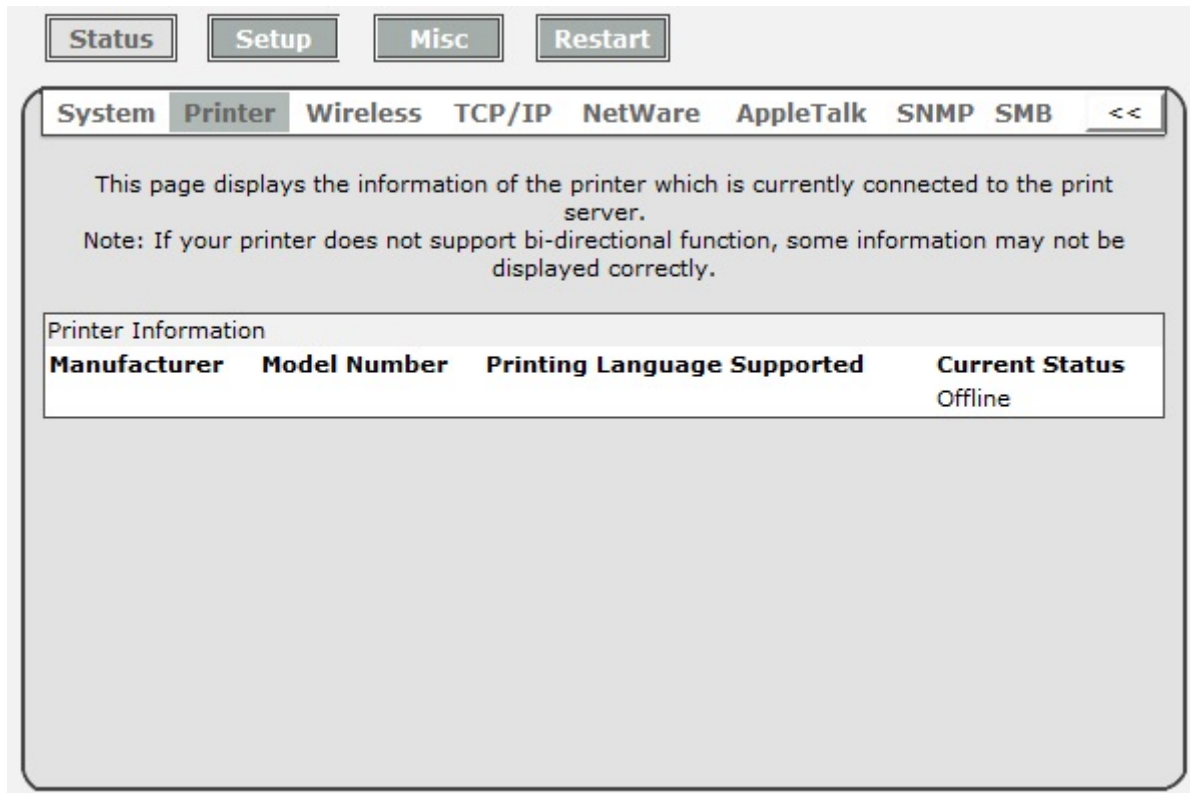 Status Setup Misc Restart
System Printer Wireless TCP/IP NetWare AppleTalk SNMP SMB <<
This page displays the information of the printer which is currently connected to the print
server.
Note: If your printer does not support bi-directional function, some information may not be
displayed correctly.
Printer Information
Manufacturer Model Number Printing Language Supported Current Status
Offline